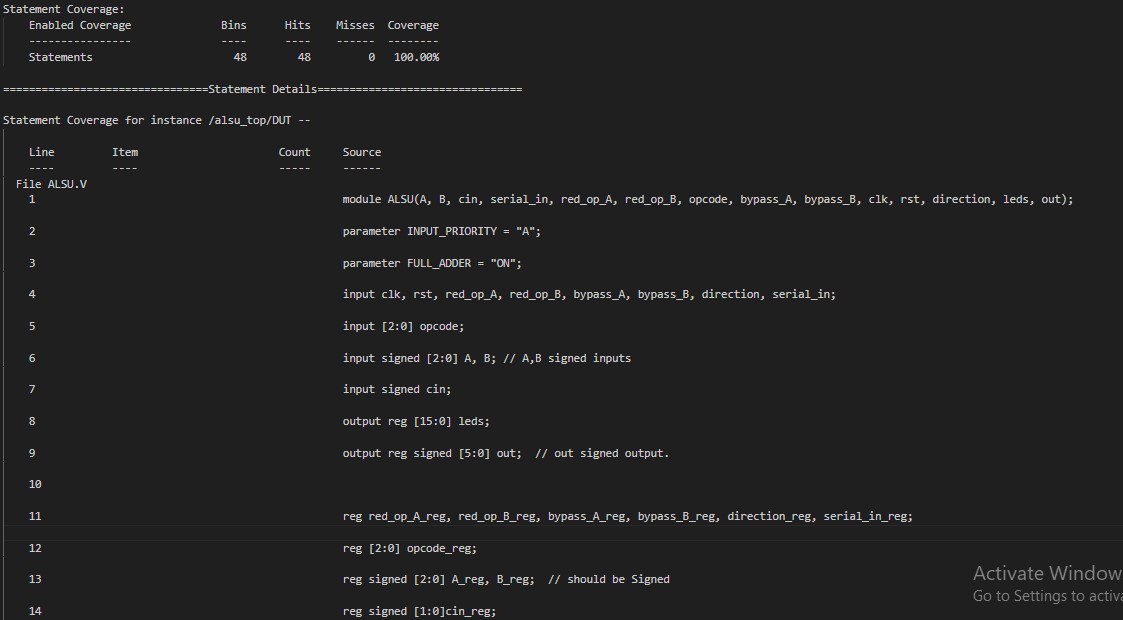 Statement Coverage:
Enabled Coverage Bins Hits Misses Coverage
---------------- ---- ---- ------ --------
Statements 48 48 0 100.00%
================================Statement Details================================
Statement Coverage for instance /alsu_top/DUT --
Line Item Count Source
---- ---- ----- ------
File ALSU.V
1 module ALSU(A, B, cin, serial_in, red_op_A, red_op_B, opcode, bypass_A, bypass_B, clk, rst, direction, leds, out);
2 parameter INPUT_PRIORITY = "A";
3 parameter FULL_ADDER = "ON";
4 input clk, rst, red_op_A, red_op_B, bypass_A, bypass_B, direction, serial_in;
5 input [2:0] opcode;
6 input signed [2:0] A, B; // A,B signed inputs
7 input signed cin;
8 output reg [15:0] leds;
9 output reg signed [5:0] out; // out signed output.
10
11 reg red_op_A_reg, red_op_B_reg, bypass_A_reg, bypass_B_reg, direction_reg, serial_in_reg;
12 reg [2:0] opcode_reg;
13 reg signed [2:0] A_reg, B_reg; // should be Signed
14 reg signed [1:0]cin_reg;
Activate Window
Go to Settings to activa